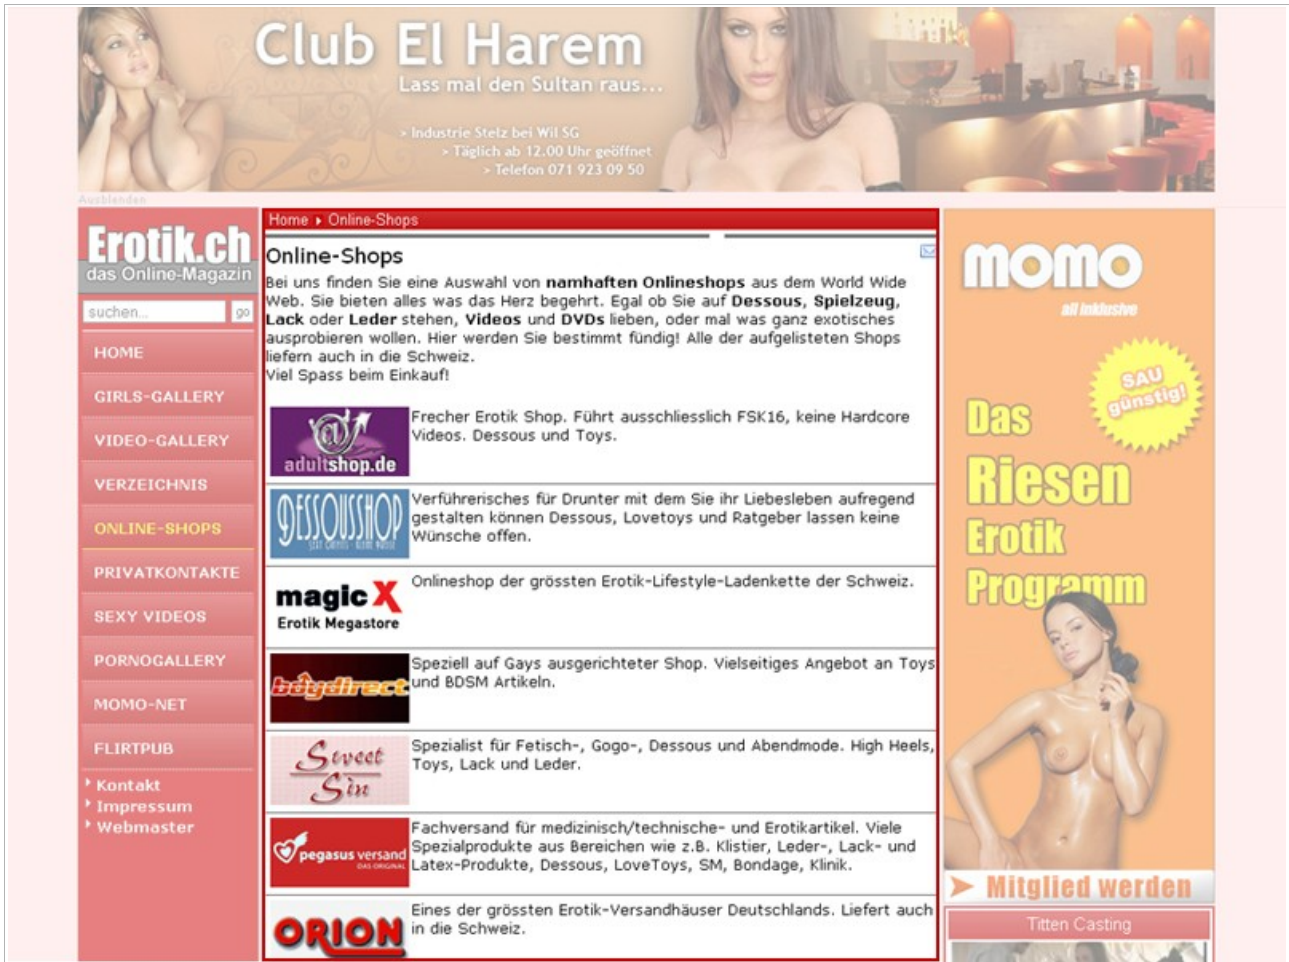 Club El Harem
Lass mal den Sultan raus...
> Industrie Stelz bei Wil SG
> Täglich ab 12.00 Uhr geöffnet
> Telefon 071 923 09 50
Ausblenden
Erotik.ch
das Online-Magazin
suchen...
go
HOME
GIRLS-GALLERY
VIDEO-GALLERY
VERZEICHNIS
ONLINE-SHOPS
PRIVATKONTAKTE
SEXY VIDEOS
PORNOGALLERY
MOMO-NET
FLIRTPUB
Kontakt
Impressum
Webmaster
Home Online-Shops
Online-Shops
Bei uns finden Sie eine Auswahl von namhaften Onlineshops aus dem World Wide
Web. Sie bieten alles was das Herz begehrt. Egal ob Sie auf Dessous, Spielzeug,
Lack oder Leder stehen, Videos und DVDs lieben, oder mal was ganz exotisches
ausprobieren wollen. Hier werden Sie bestimmt fündig! Alle der aufgelisteten Shops
liefern auch in die Schweiz.
Viel Spass beim Einkauf!
adultshop.de
Frecher Erotik Shop. Führt ausschliesslich FSK16, keine Hardcore
Videos. Dessous und Toys.
DESSOUSSHOP
Verführerisches für Drunter mit dem Sie ihr Liebesleben aufregend
gestalten können Dessous, Lovetoys und Ratgeber lassen keine
Wünsche offen.
magic X
Erotik Megastore
Onlineshop der grössten Erotik-Lifestyle-Ladenkette der Schweiz.
bdydirect
Speziell auf Gays ausgerichteter Shop. Vielseitiges Angebot an Toys
und BDSM Artikeln.
Sweet
Sin
Spezialist für Fetisch-, Gogo-, Dessous und Abendmode. High Heels,
Toys, Lack und Leder.
pegasus versand
DAS ORIGINAL
Fachversand für medizinisch/technische- und Erotikartikel. Viele
Spezialprodukte aus Bereichen wie z.B. Klistier, Leder-, Lack- und
Latex-Produkte, Dessous, LoveToys, SM, Bondage, Klinik.
ORION
Eines der grössten Erotik-Versandhäuser Deutschlands. Liefert auch
in die Schweiz.
momo
all inklusive
SAU
günstig!
Das
Riesen
Erotik
Programm
Mitglied werden
Titten Casting